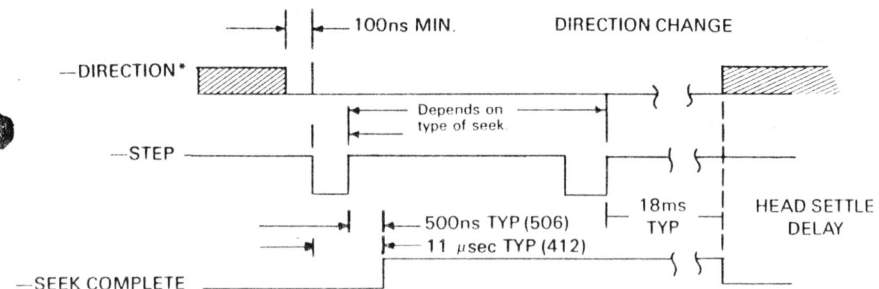 100ns MIN.
DIRECTION CHANGE
—DIRECTION*
Depends on
type of seek.
—STEP
18ms
TYP
HEAD SETTLE
DELAY
500ns TYP (506)
11 μsec TYP (412)
—SEEK COMPLETE